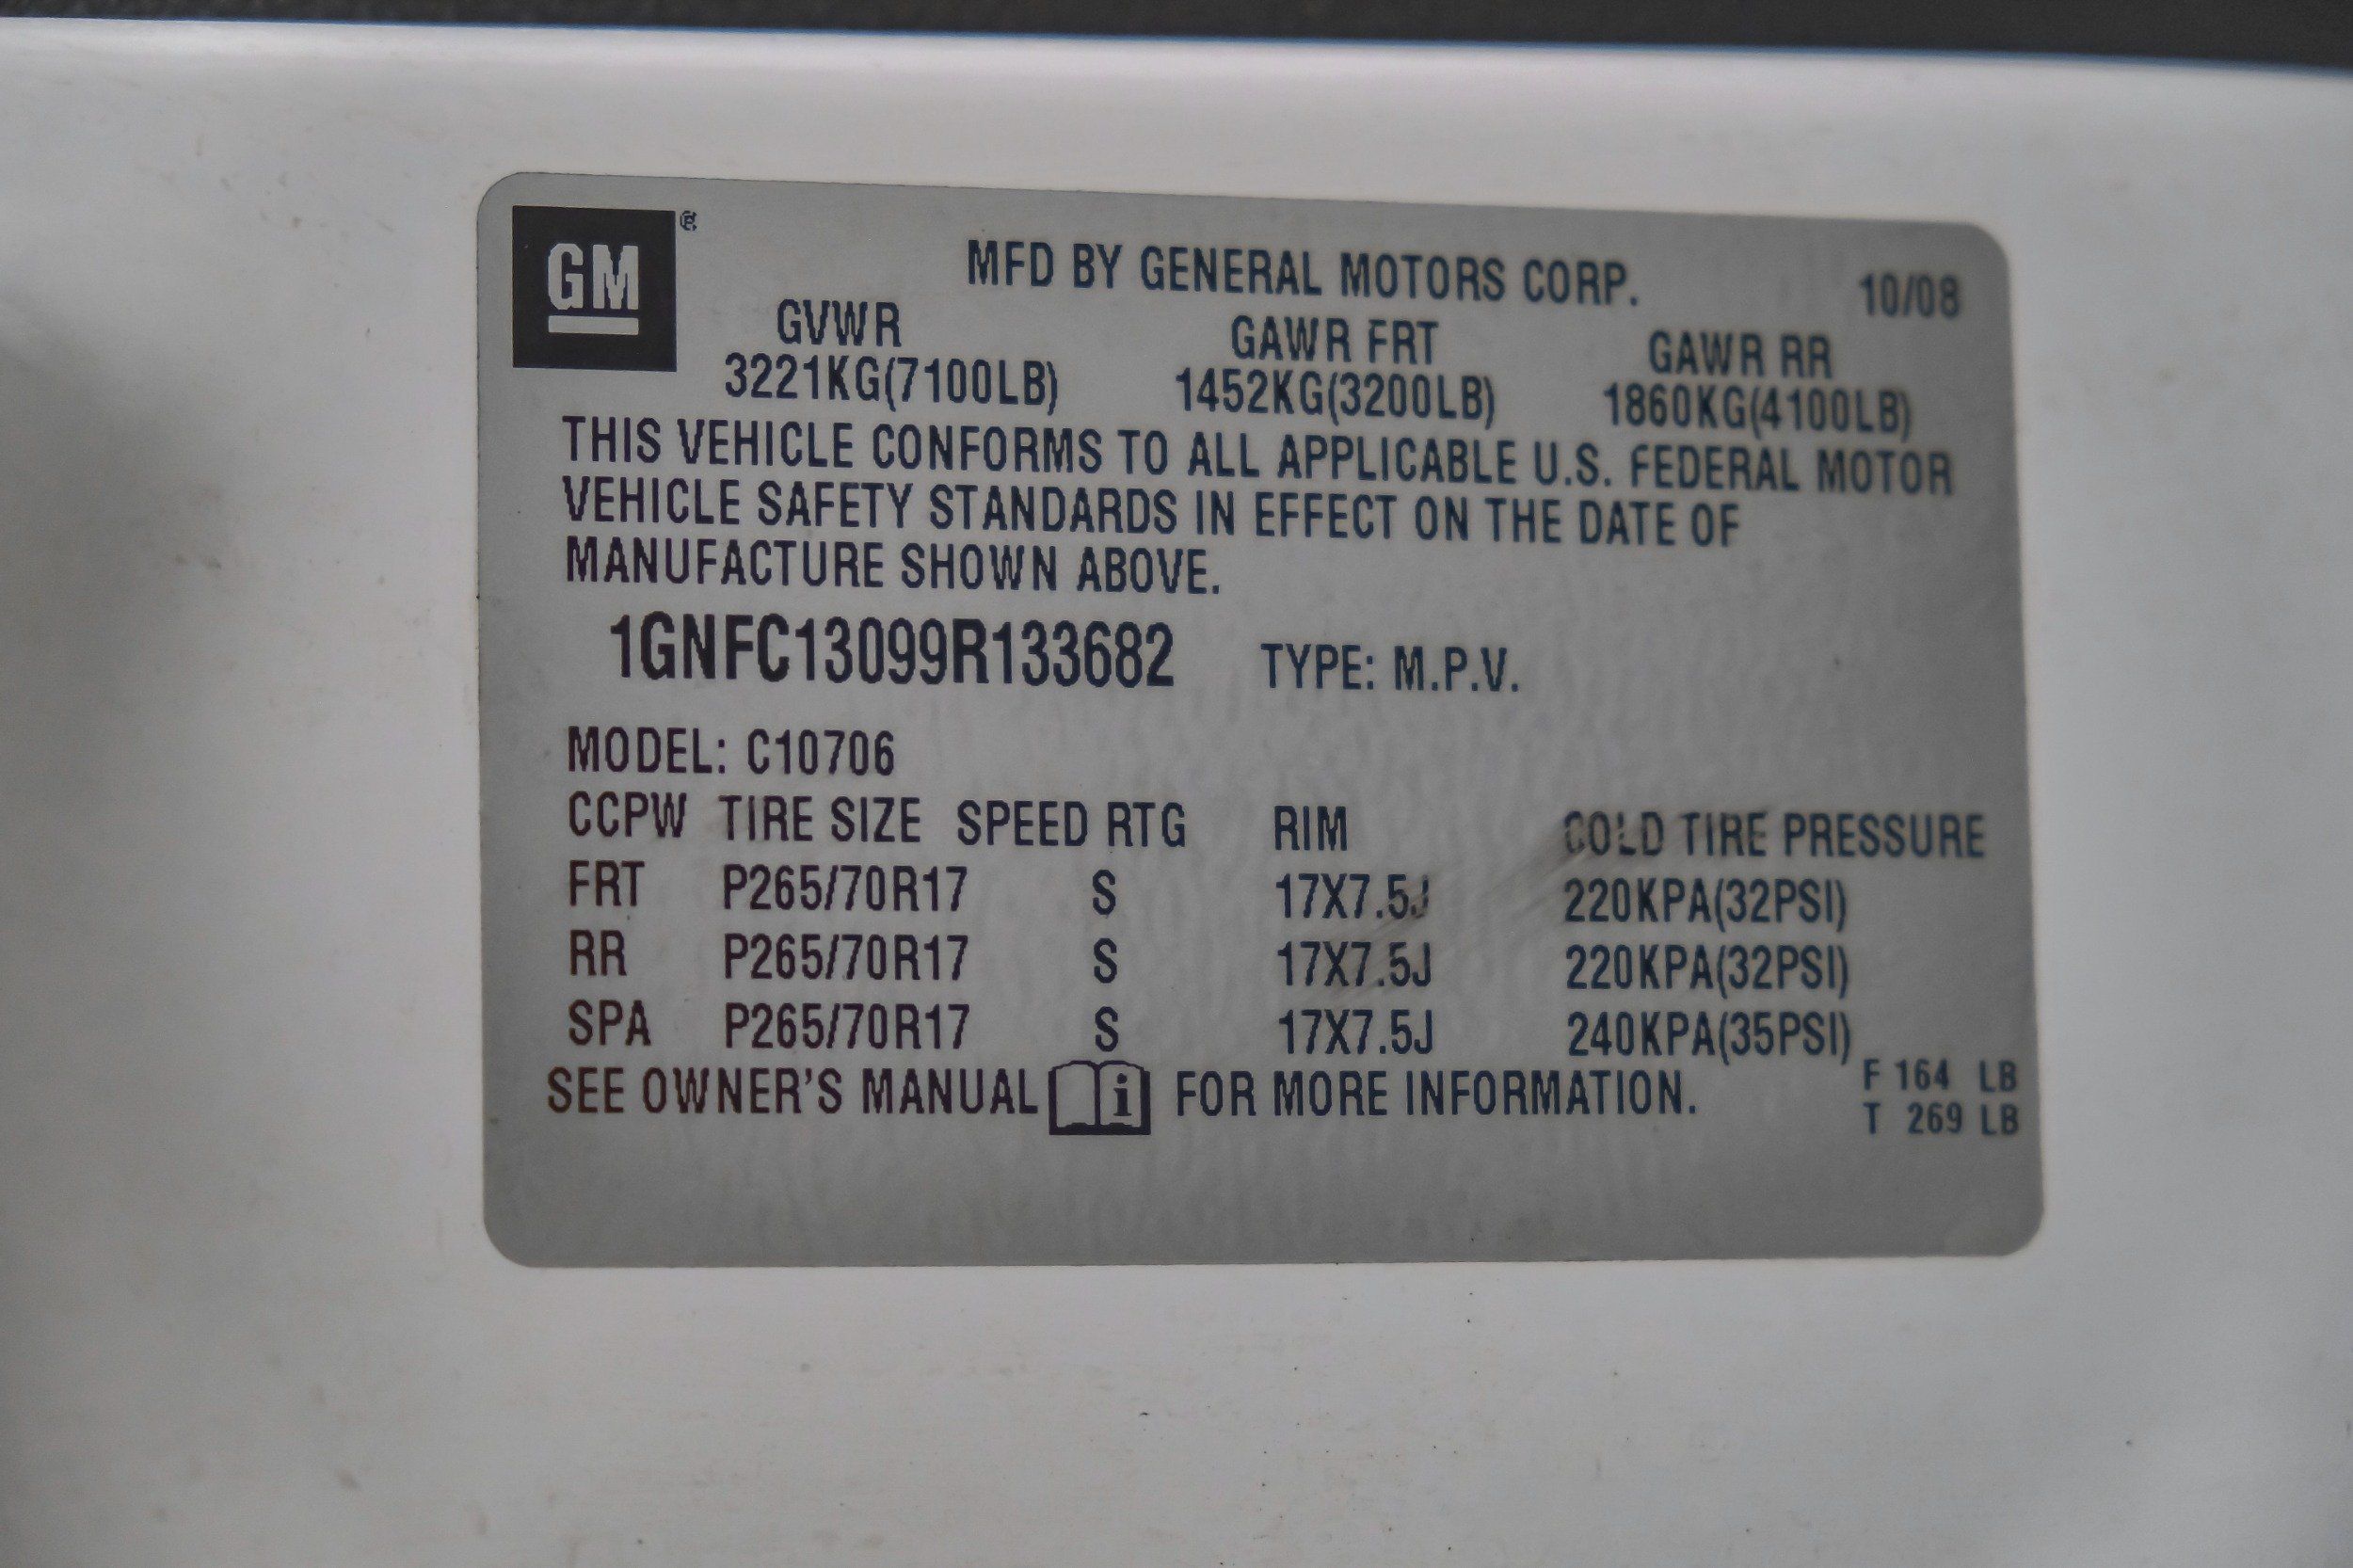 GM ®
MFD BY GENERAL MOTORS CORP. 10/08
GVWR GAWR FRT GAWR RR
3221KG(7100LB) 1452KG(3200LB) 1860KG(4100LB)
THIS VEHICLE CONFORMS TO ALL APPLICABLE U.S. FEDERAL MOTOR
VEHICLE SAFETY STANDARDS IN EFFECT ON THE DATE OF
MANUFACTURE SHOWN ABOVE.
1GNFC13099R133682 TYPE: M.P.V.
MODEL: C10706
CCPW TIRE SIZE SPEED RTG RIM COLD TIRE PRESSURE
FRT P265/70R17 S 17X7.5J 220KPA(32PSI)
RR P265/70R17 S 17X7.5J 220KPA(32PSI)
SPA P265/70R17 S 17X7.5J 240KPA(35PSI)
SEE OWNER'S MANUAL i FOR MORE INFORMATION.
F 164 LB
T 269 LB